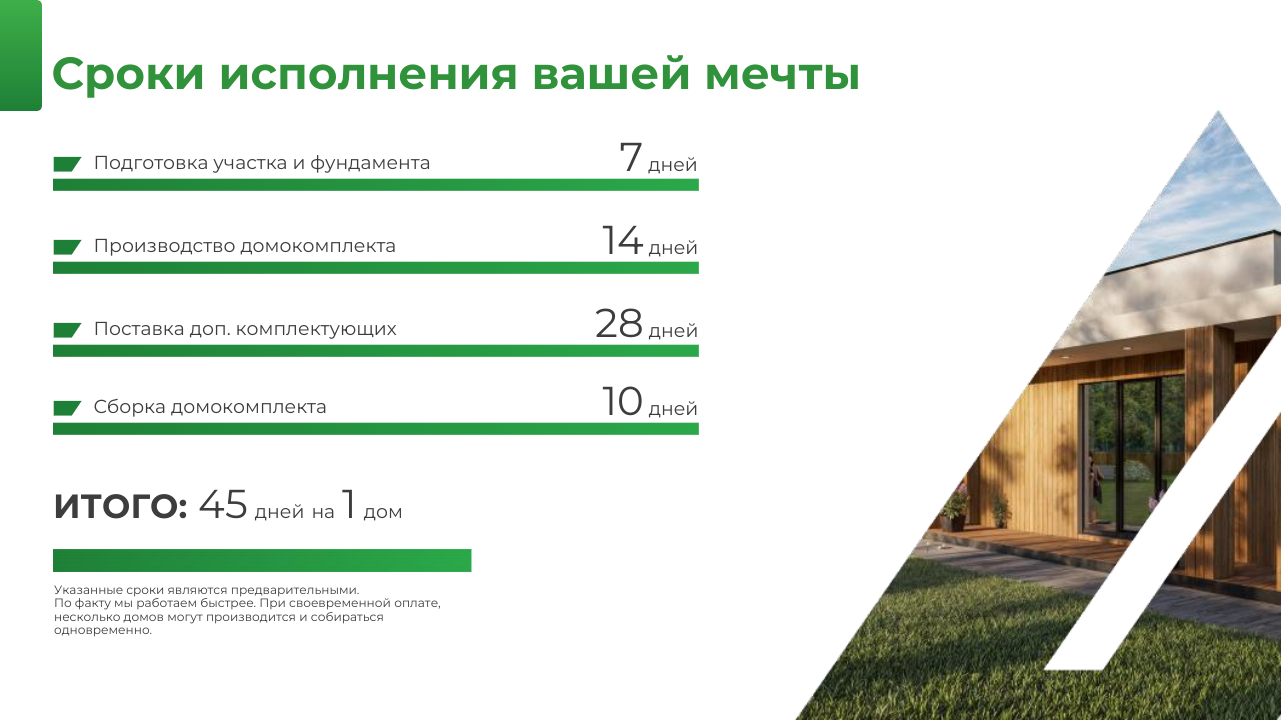 Сроки исполнения вашей мечты
Подготовка участка и фундамента 7 дней
Производство домокомплекта 14 дней
Поставка доп. комплектующих 28 дней
Сборка домокомплекта 10 дней
ИТОГО: 45 дней на 1 дом
Указанные сроки являются предварительными.
По факту мы работаем быстрее. При своевременной оплате,
несколько домов могут производится и собираться
одновременно.